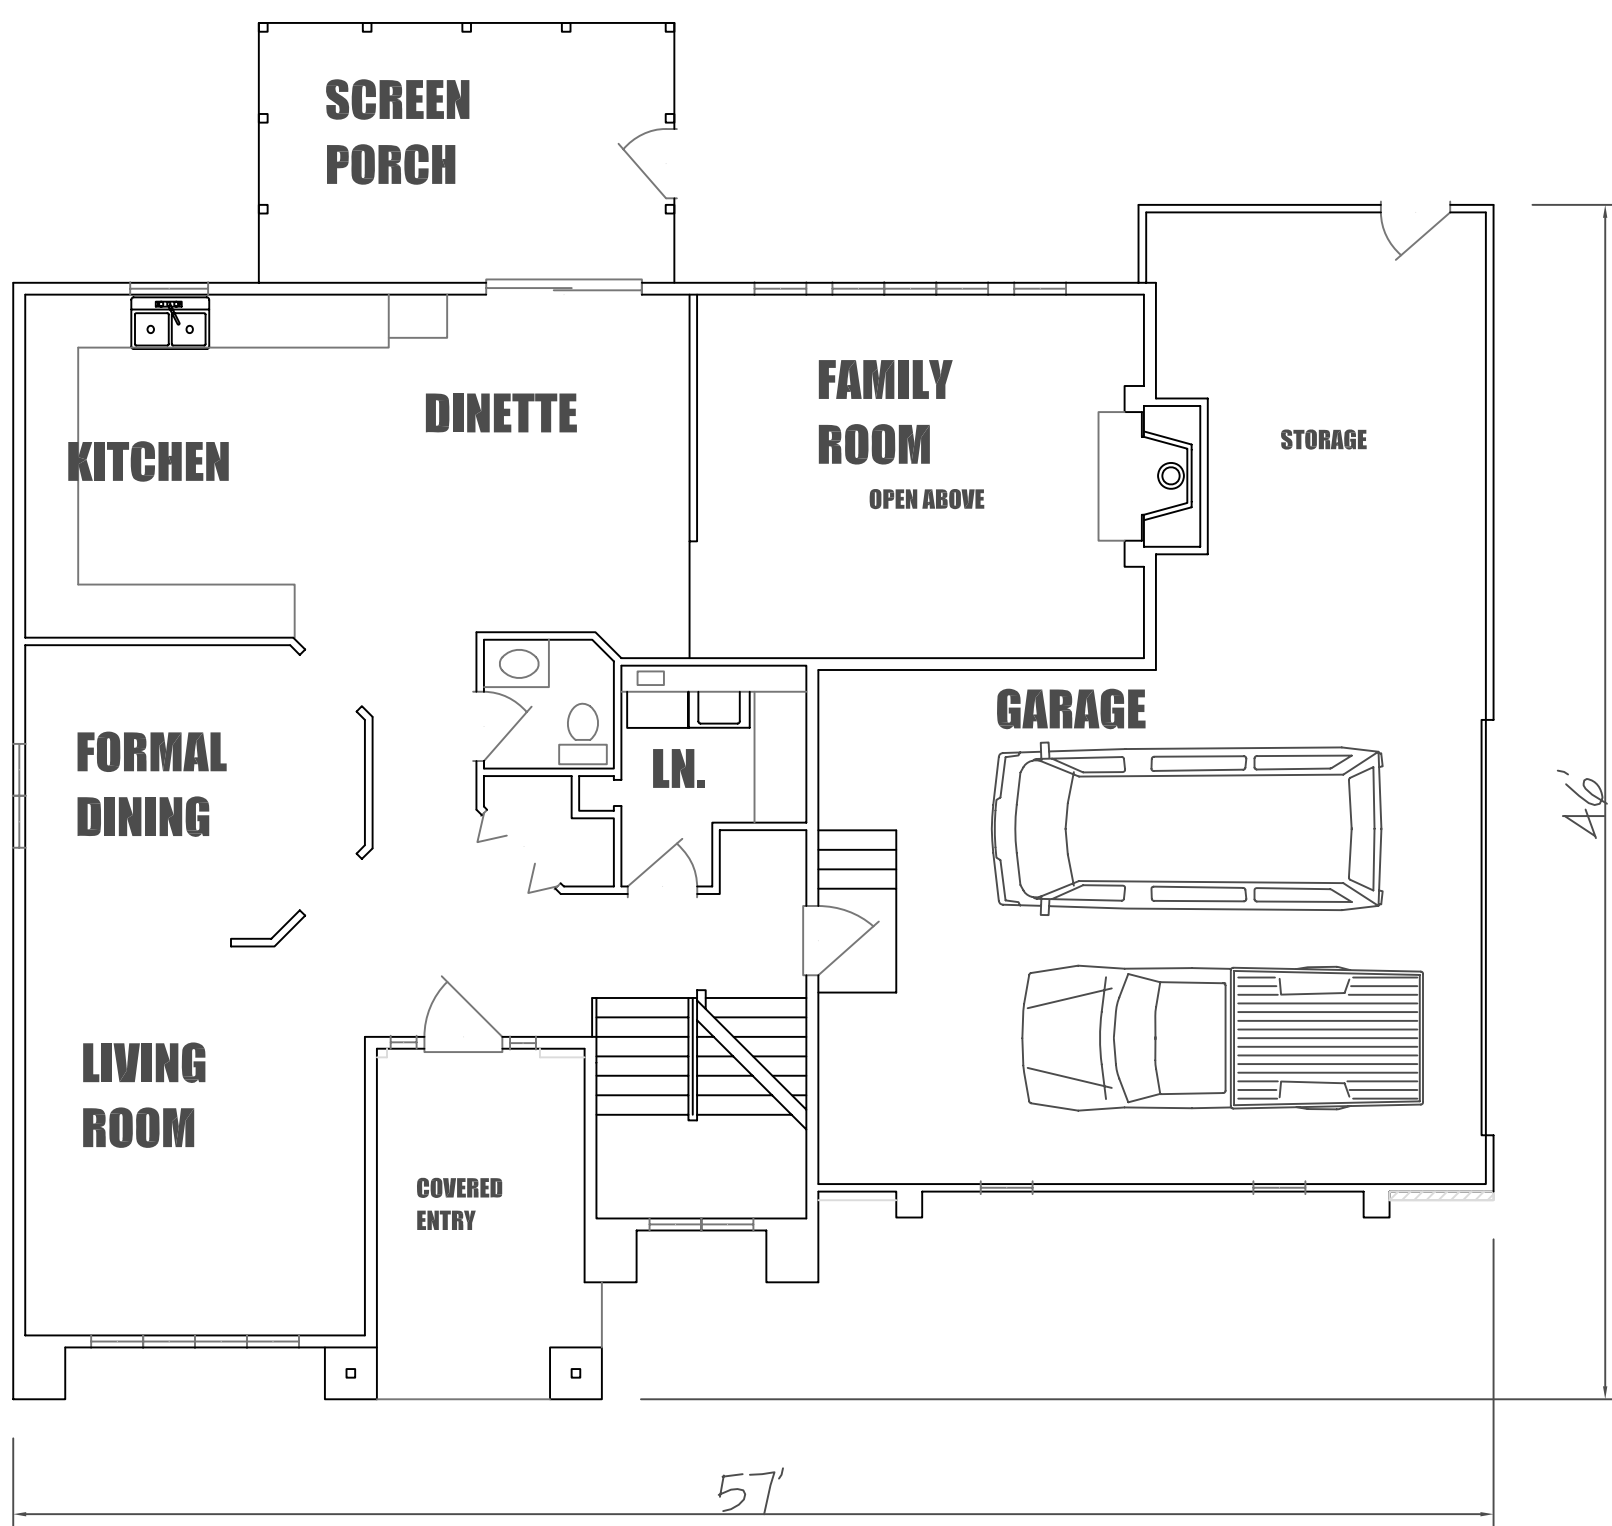 SCREEN
PORCH
FAMILY
ROOM
OPEN ABOVE
DINETTE
KITCHEN
STORAGE
GARAGE
FORMAL
DINING
LN.
46'
LIVING
ROOM
COVERED
ENTRY
57'